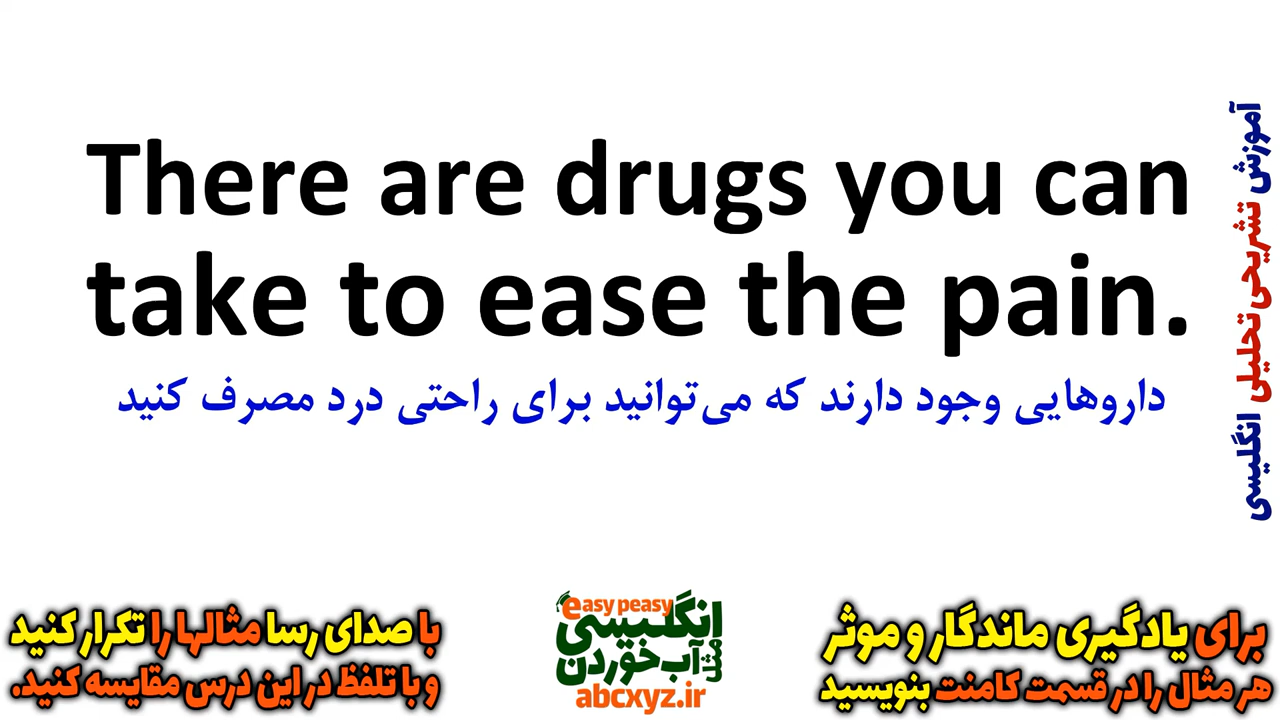 There are drugs you can
take to ease the pain.
داروهایی وجود دارند که می‌توانید برای راحتی درد مصرف کنید
آموزش تشریحی تحلیلی انگلیسی
با صدای رسا مثالها را تکرار کنید
و با تلفظ در این درس مقایسه کنید.
easy peasy
انگلیسی
مثل آب خوردن
abcxyz.ir
برای یادگیری ماندگار و موثر
هر مثال را در قسمت کامنت بنویسید